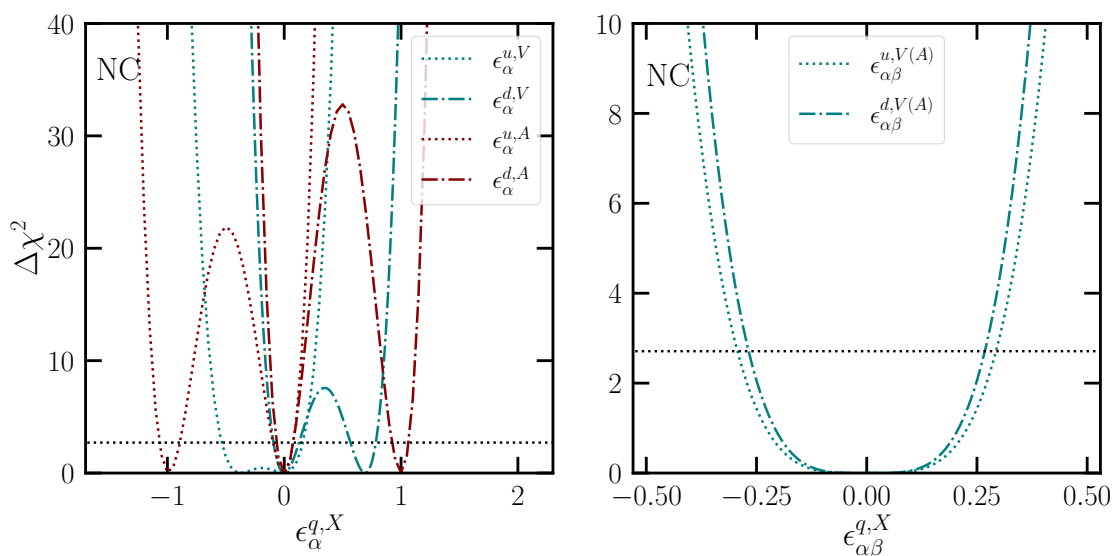 40
30
20
10
0
Δχ²
NC
ϵ_α^{u,V}
ϵ_α^{d,V}
ϵ_α^{u,A}
ϵ_α^{d,A}
−1 0 1 2
ϵ_α^{q,X}
10
8
6
4
2
0
NC
ϵ_{αβ}^{u,V(A)}
ϵ_{αβ}^{d,V(A)}
−0.50 −0.25 0.00 0.25 0.50
ϵ_{αβ}^{q,X}